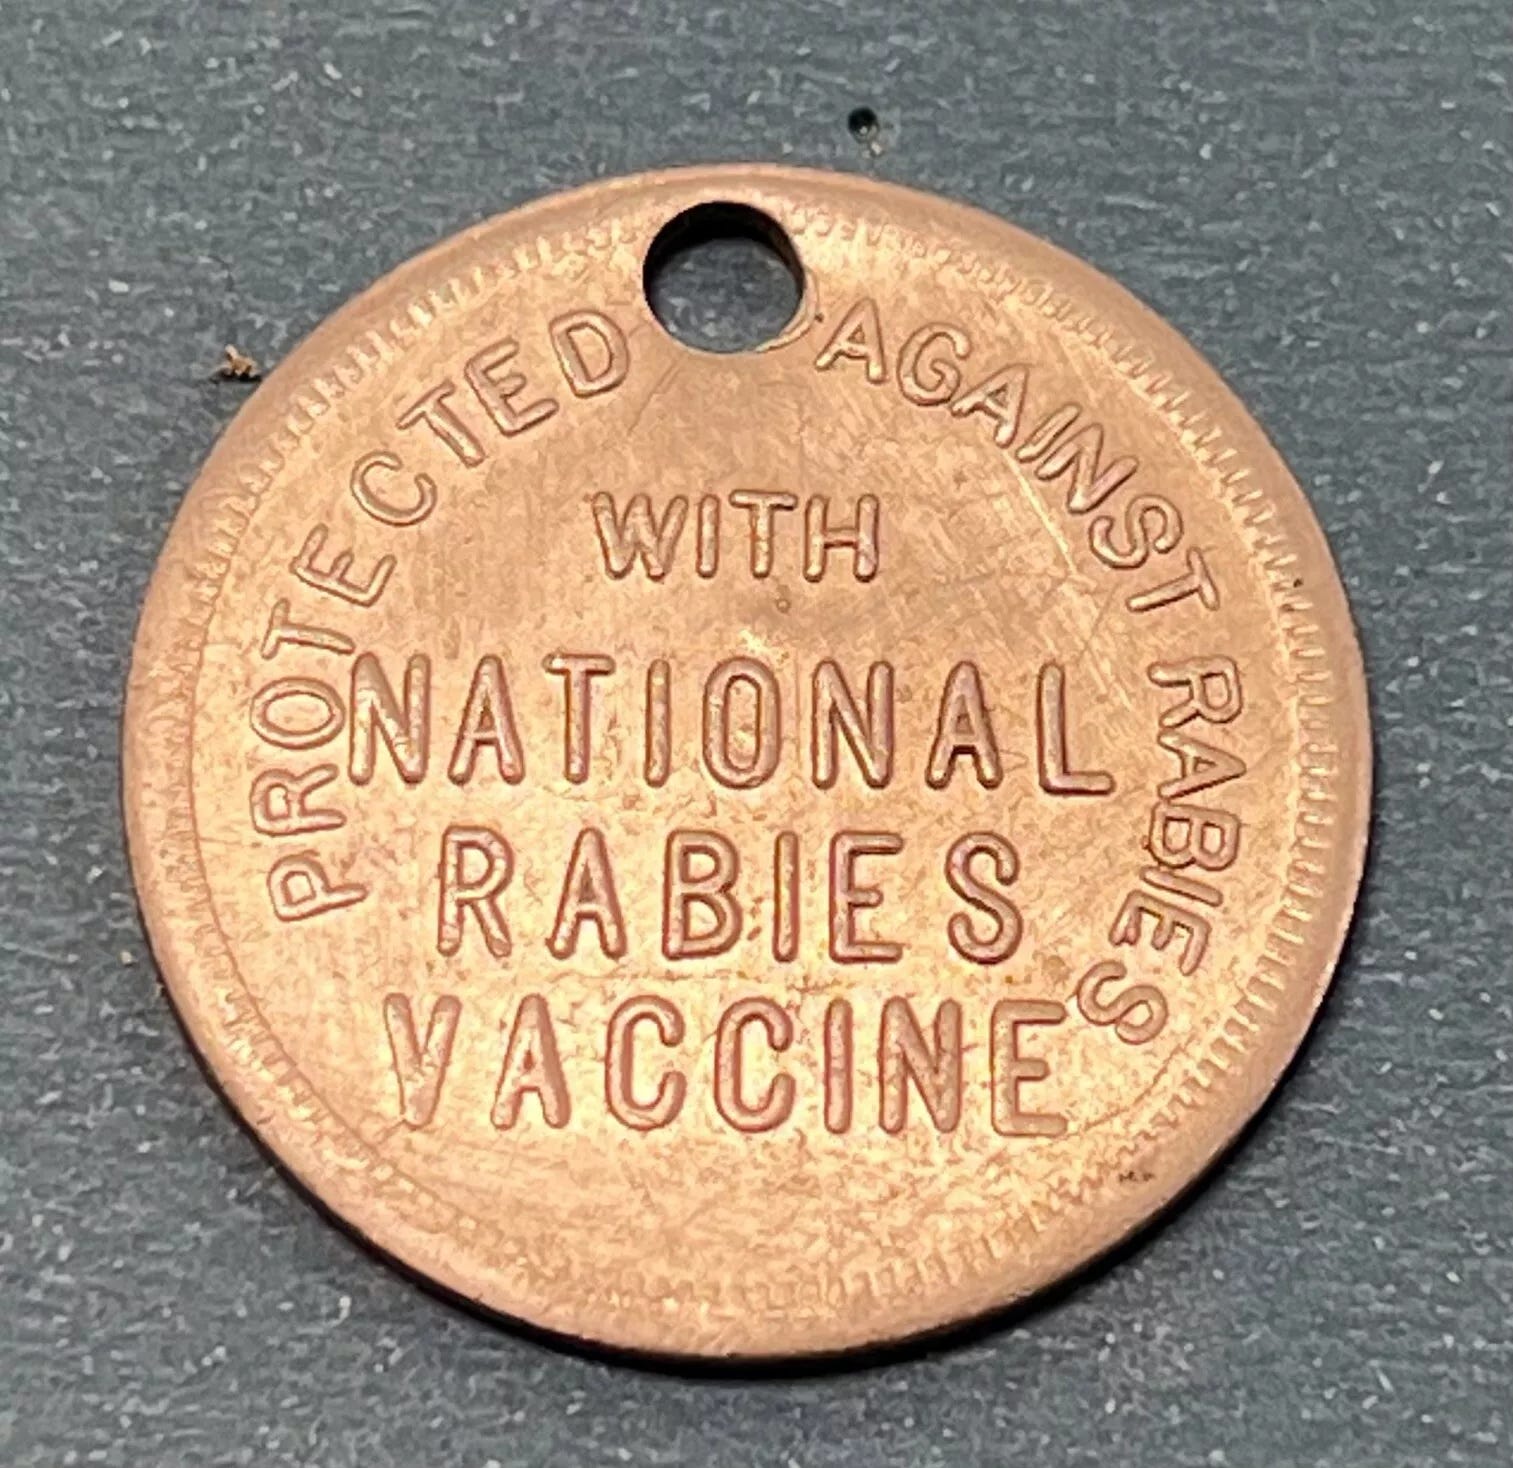 PROTECTED AGAINST RABIES
WITH
NATIONAL
RABIES
VACCINE